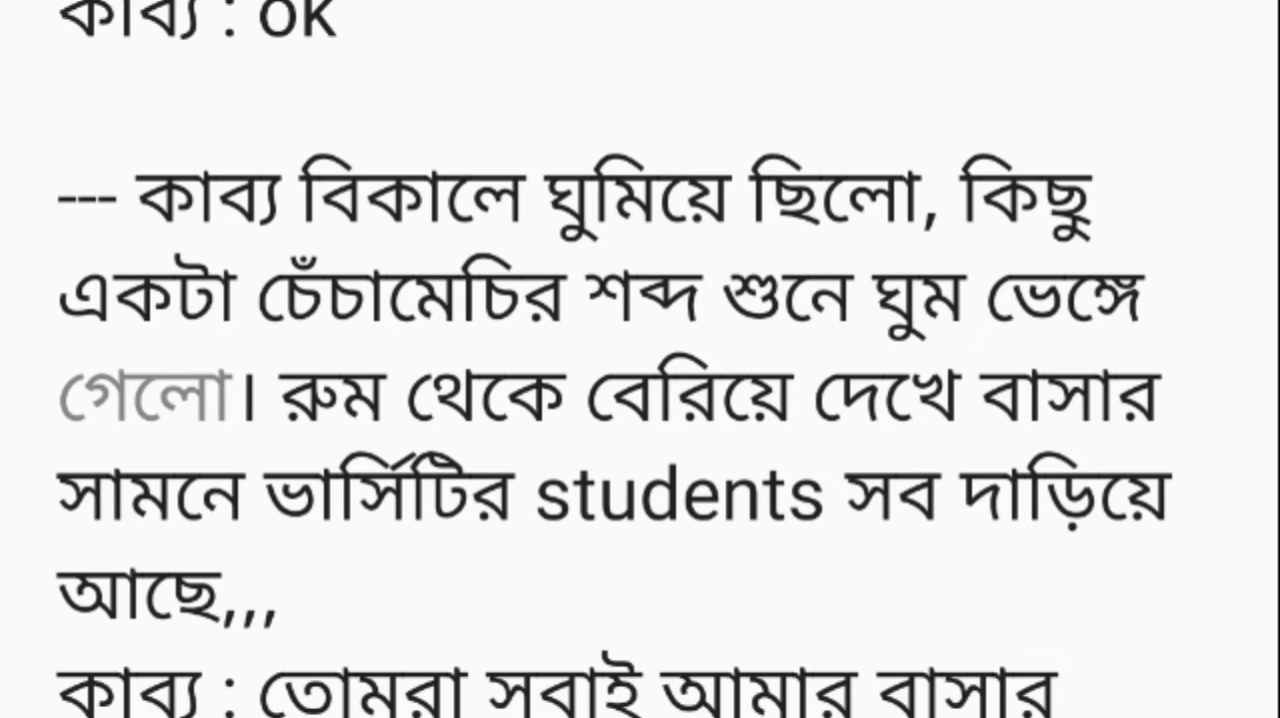 কাব্য : ok
--- কাব্য বিকালে ঘুমিয়ে ছিলো, কিছু
একটা চেঁচামেচির শব্দ শুনে ঘুম ভেঙ্গে
গেলো। রুম থেকে বেরিয়ে দেখে বাসার
সামনে ভার্সিটির students সব দাড়িয়ে
আছে,,,
কাব্য : তোমরা সবাই আমার বাসার